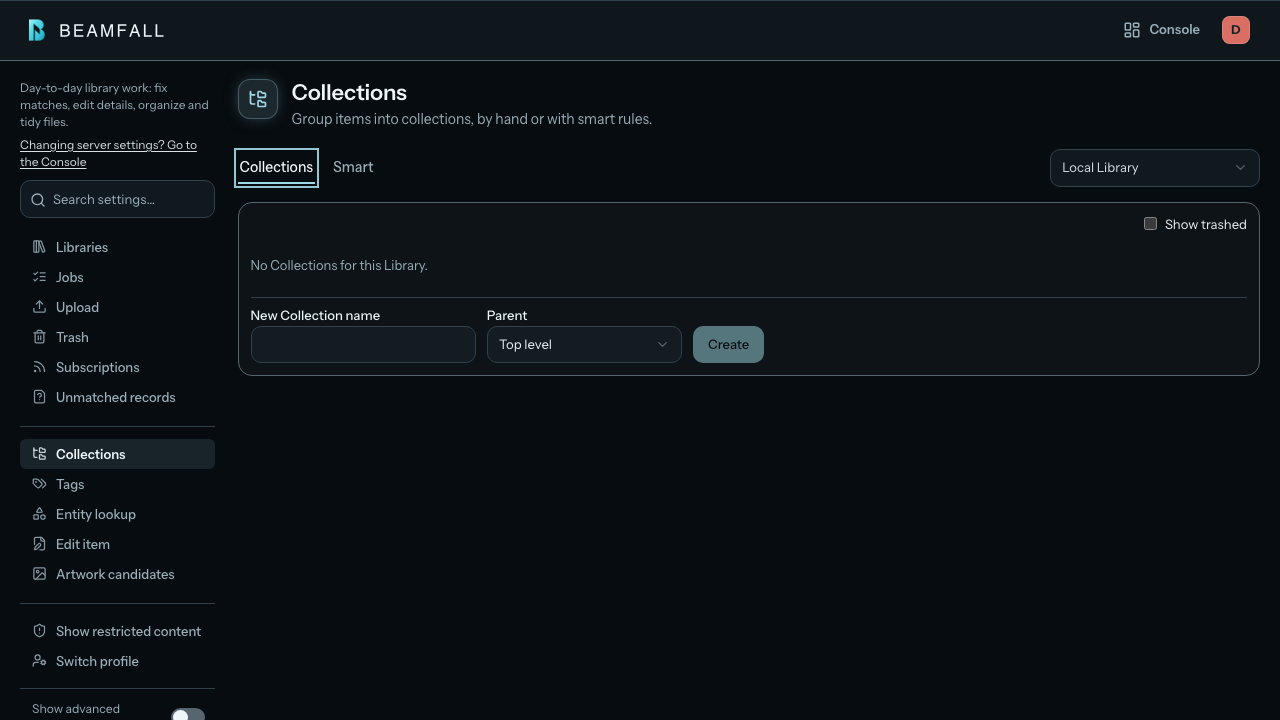 BEAMFALL
Console
D
Day-to-day library work: fix
matches, edit details, organize and
tidy files.
Changing server settings? Go to
the Console
Search settings...
Libraries
Jobs
Upload
Trash
Subscriptions
Unmatched records
Collections
Tags
Entity lookup
Edit item
Artwork candidates
Show restricted content
Switch profile
Show advanced
Collections
Group items into collections, by hand or with smart rules.
Collections
Smart
Local Library
Show trashed
No Collections for this Library.
New Collection name
Parent
Top level
Create